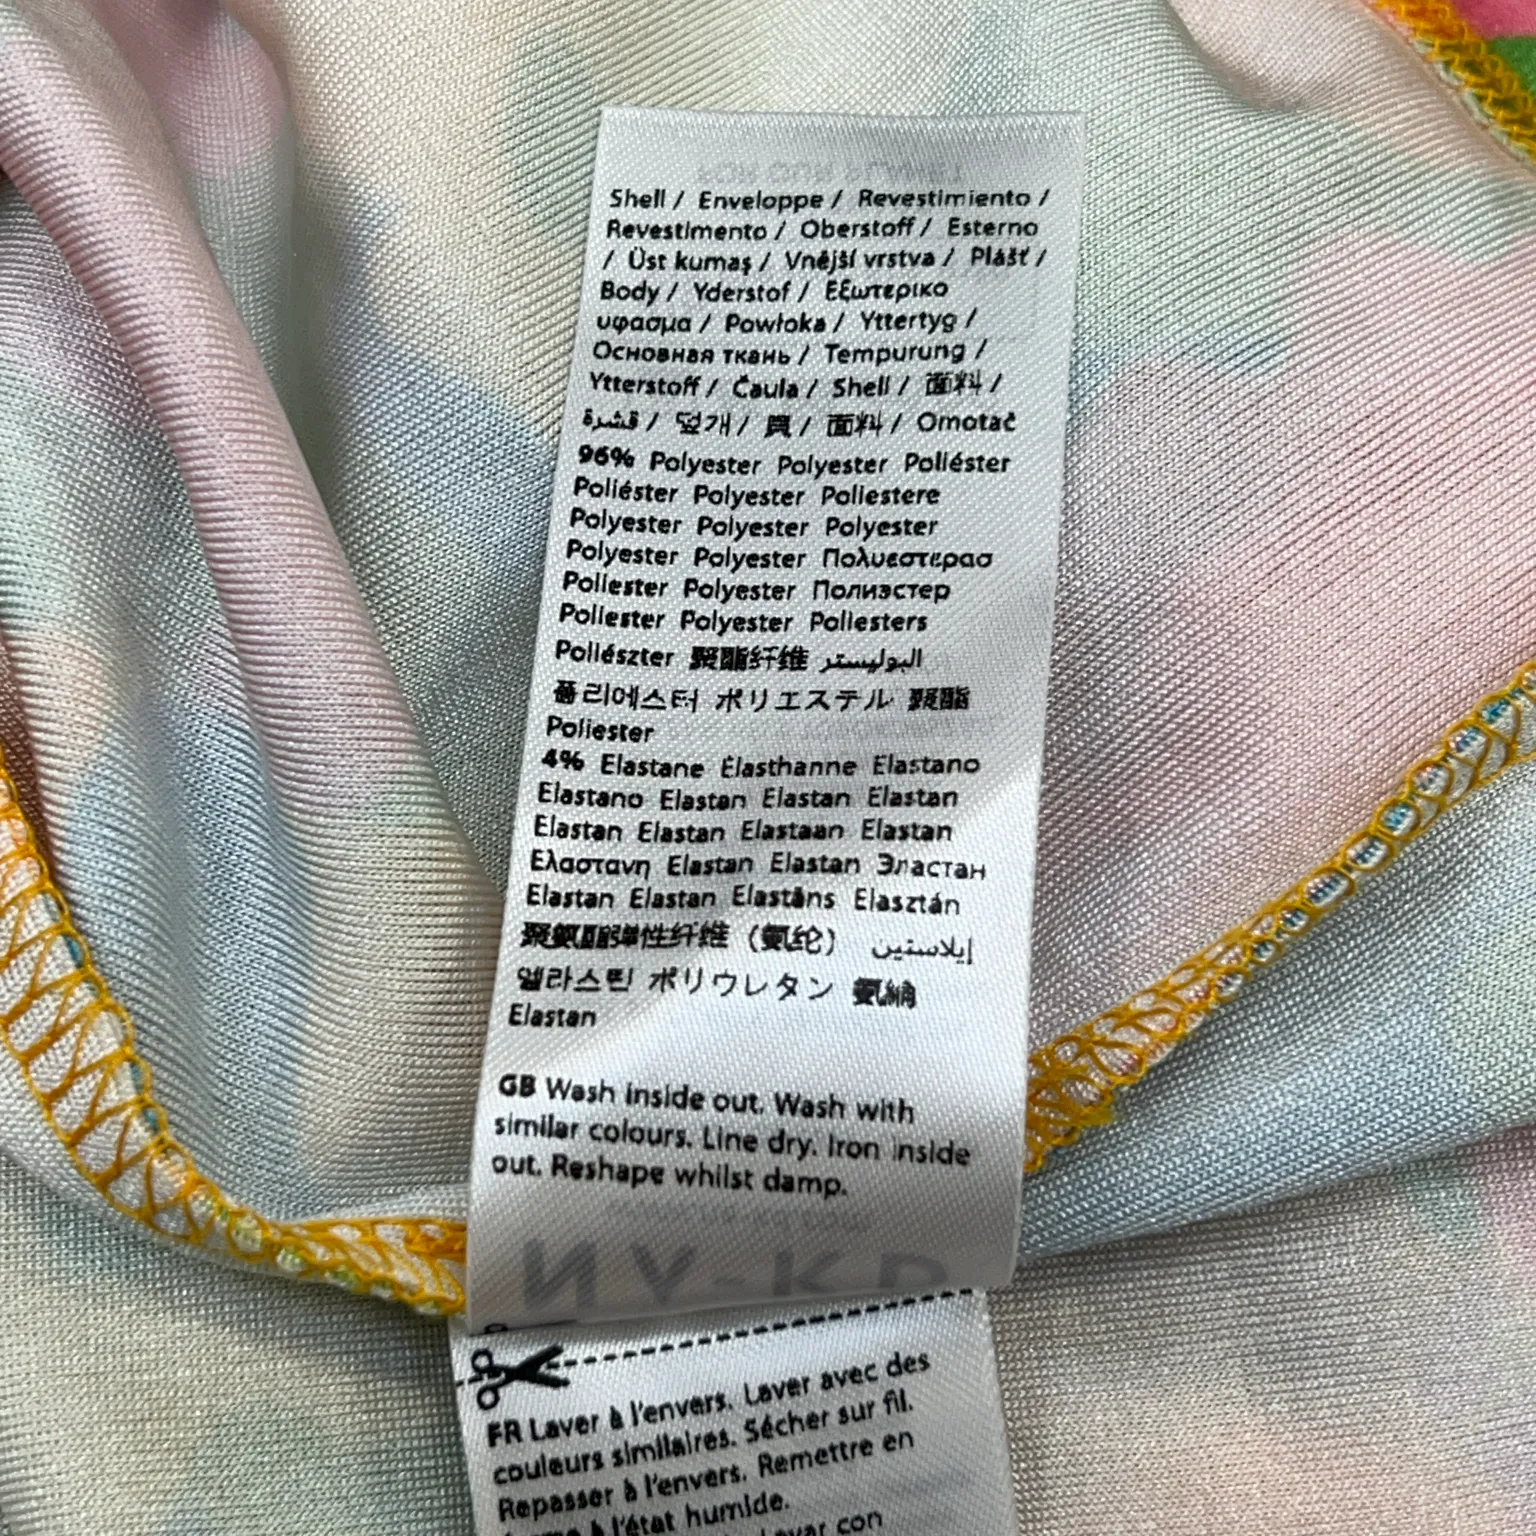 Shell / Enveloppe / Revestimiento /
Revestimento / Oberstoff / Esterno
/ Üst kumaş / Vnější vrstva / Plášť /
Body / Yderstof / Εξωτερικο
υφασμα / Powłoka / Yttertyg /
Основная ткань / Tempurung /
Ytterstoff / Čaula / Shell / 面料 /
قشرة / 덮개 / 貝 / 面料 / Omotač
96% Polyester Polyester Poliéster
Poliéster Polyester Poliestere
Polyester Polyester Polyester
Polyester Polyester Πολυεστερασ
Poliester Polyester Полиэстер
Poliester Polyester Poliesters
Poliészter 聚酯纤维 البوليستر
폴리에스터 ポリエステル 聚酯
Poliester
4% Elastane Élasthanne Elastano
Elastano Elastan Elastan Elastan
Elastan Elastan Elastaan Elastan
Ελαστανη Elastan Elastan Эластан
Elastan Elastan Elastāns Elasztán
聚氨酯弹性纤维（氨纶） إيلاستين
엘라스틴 ポリウレタン 氨綸
Elastan
GB Wash inside out. Wash with
similar colours. Line dry. Iron inside
out. Reshape whilst damp.
FR Laver à l'envers. Laver avec des
couleurs similaires. Sécher sur fil.
Repasser à l'envers. Remettre en
à l'état humide.
Lavar con